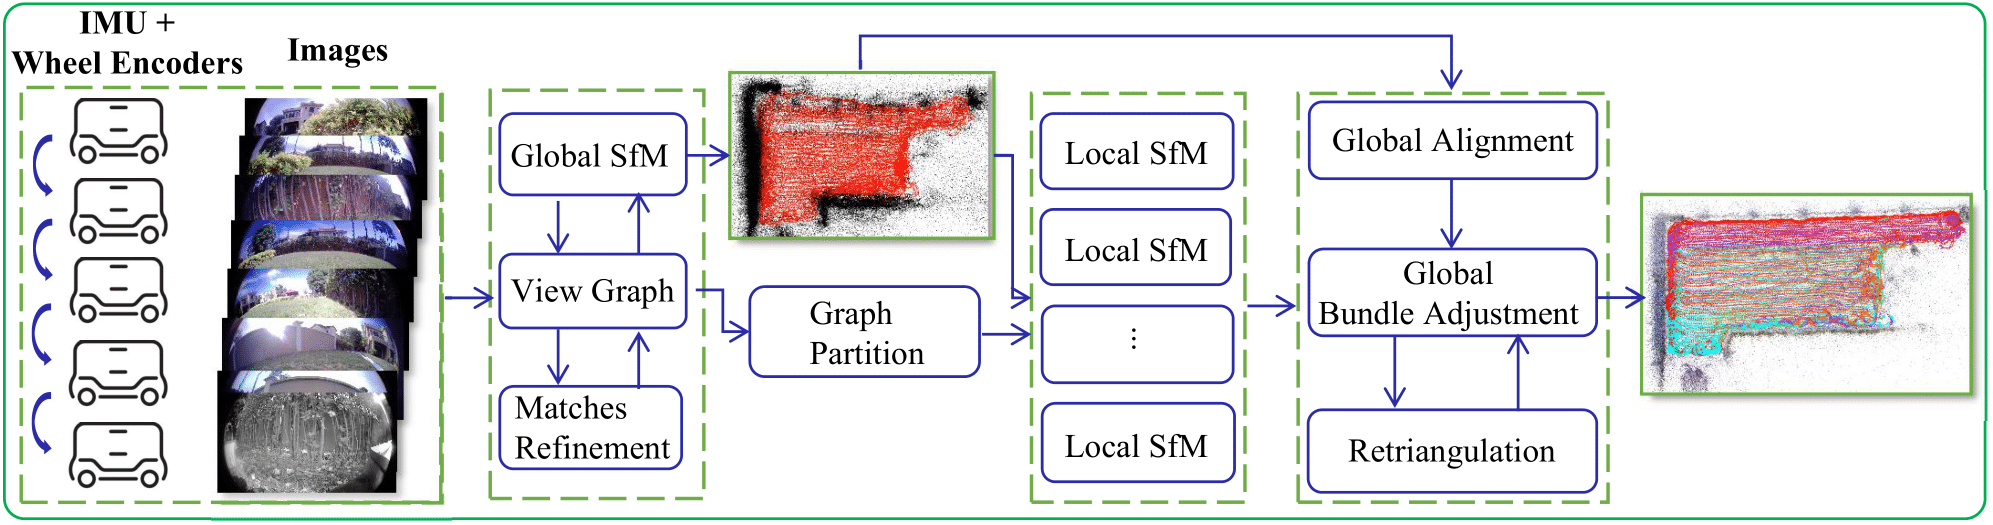 IMU +
Wheel Encoders
Images
Global SfM
View Graph
Matches
Refinement
Graph
Partition
Local SfM
Local SfM
⋮
Local SfM
Global Alignment
Global
Bundle Adjustment
Retriangulation